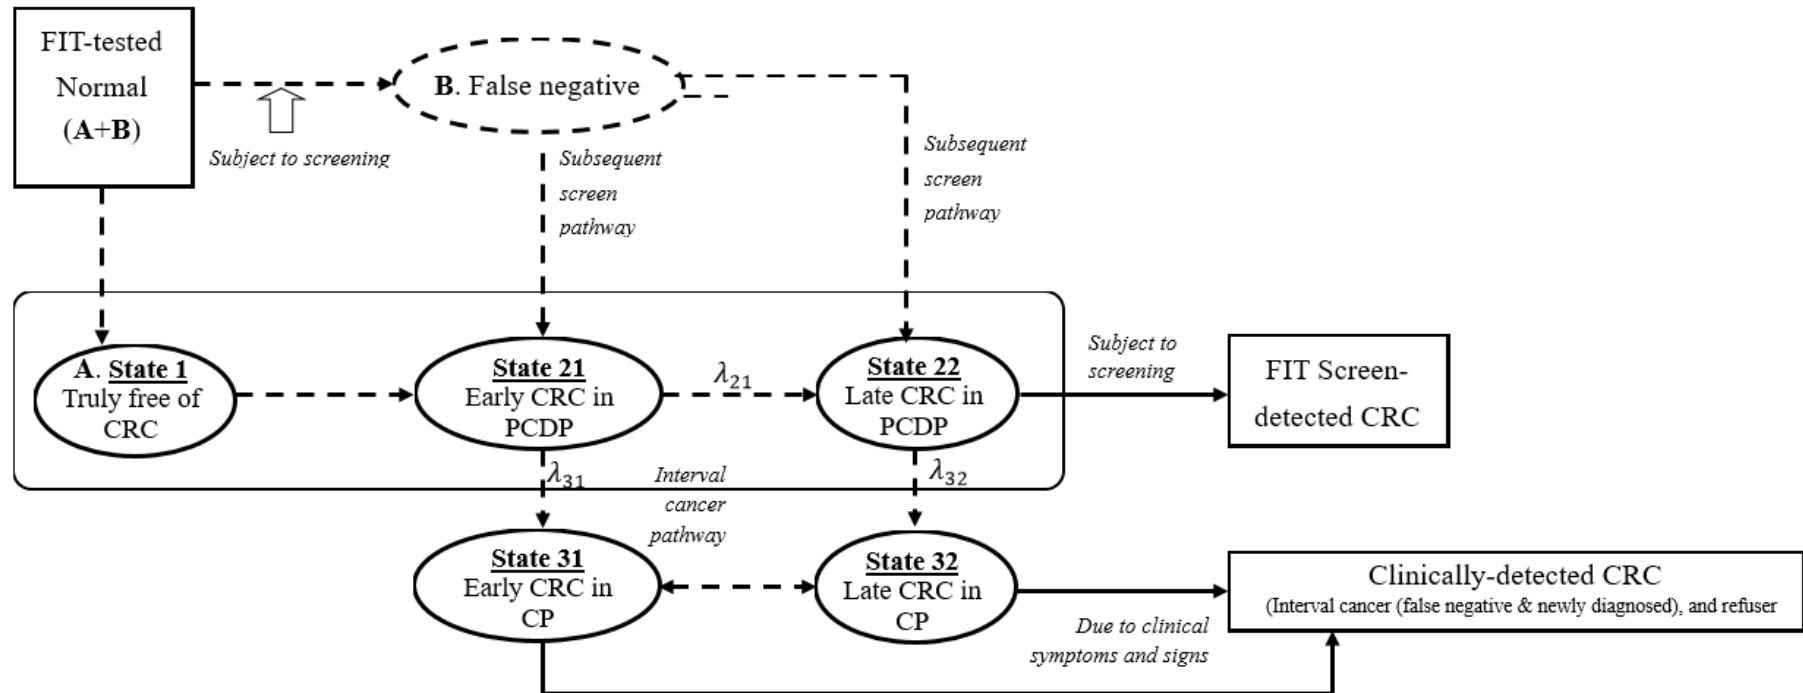 FIT-tested
Normal
(A+B)
Subject to screening
B. False negative
Subsequent
screen
pathway
Subsequent
screen
pathway
A. State 1
Truly free of
CRC
State 21
Early CRC in
PCDP
λ21
State 22
Late CRC in
PCDP
Subject to
screening
FIT Screen-
detected CRC
λ31
Interval
cancer
pathway
λ32
State 31
Early CRC in
CP
State 32
Late CRC in
CP
Due to clinical
symptoms and signs
Clinically-detected CRC
(Interval cancer (false negative & newly diagnosed), and refuser